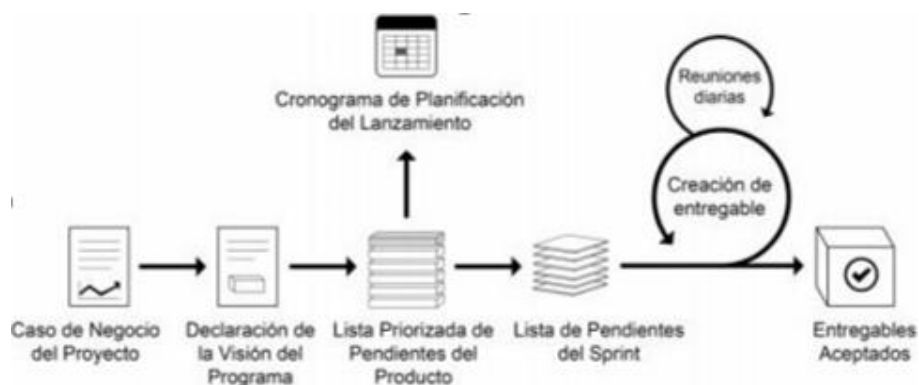 Cronograma de Planificación
del Lanzamiento
Reuniones
diarias
Creación de
entregable
Caso de Negocio
del Proyecto
Declaración de
la Visión del
Programa
Lista Priorizada de
Pendientes del
Producto
Lista de Pendientes
del Sprint
Entregables
Aceptados